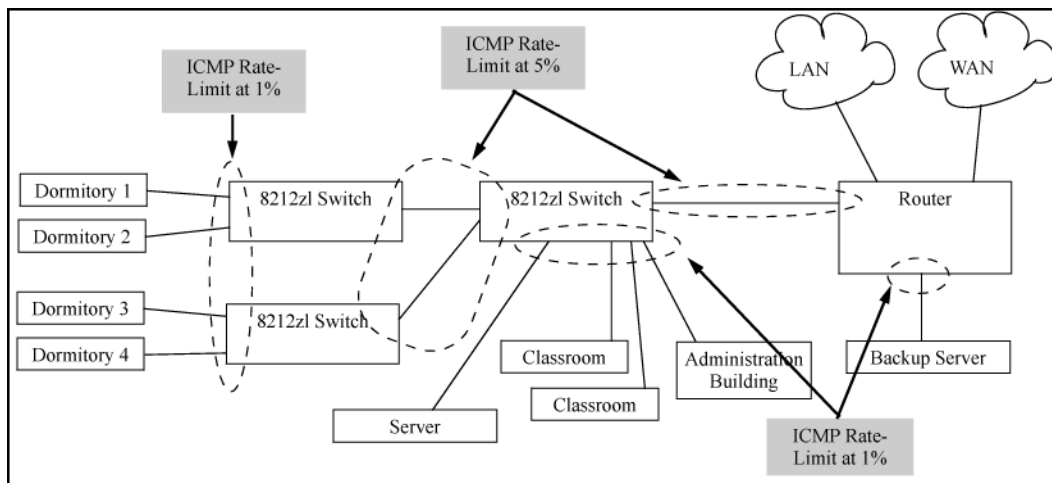 ICMP Rate-
Limit at 1%
ICMP Rate-
Limit at 5%
LAN
WAN
Dormitory 1
Dormitory 2
8212zl Switch
8212zl Switch
Router
Dormitory 3
Dormitory 4
8212zl Switch
Classroom
Classroom
Server
Administration
Building
Backup Server
ICMP Rate-
Limit at 1%